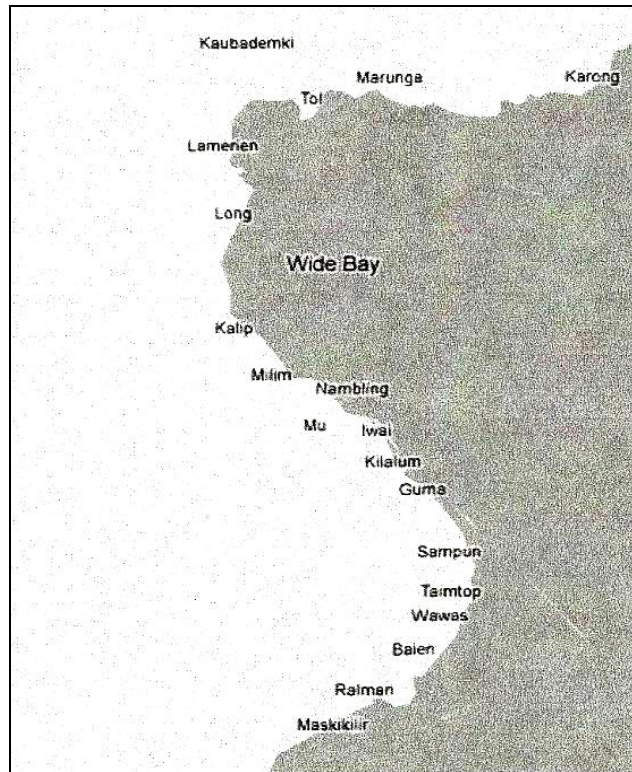 Kaubademki
Marunga
Karong
Tol
Lamerien
Long
Wide Bay
Kalip
Milim
Nambling
Mu
Iwai
Kilalum
Guma
Sampun
Taimtop
Wawas
Baien
Ralman
Maskikilir